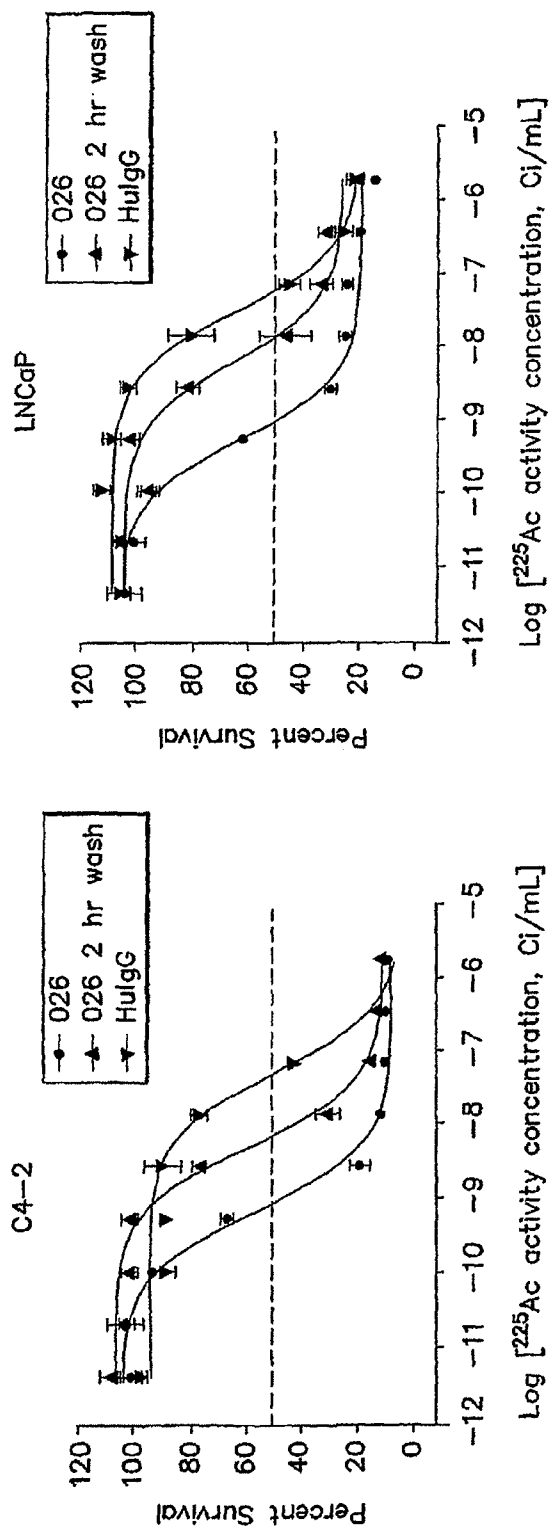 C4-2
026
026 2 hr wash
HuIgG
Percent Survival
120
100
80
60
40
20
0
-12 -11 -10 -9 -8 -7 -6 -5
Log [²²⁵Ac activity concentration, Ci/mL]
LNCaP
026
026 2 hr wash
HuIgG
Percent Survival
120
100
80
60
40
20
0
-12 -11 -10 -9 -8 -7 -6 -5
Log [²²⁵Ac activity concentration, Ci/mL]